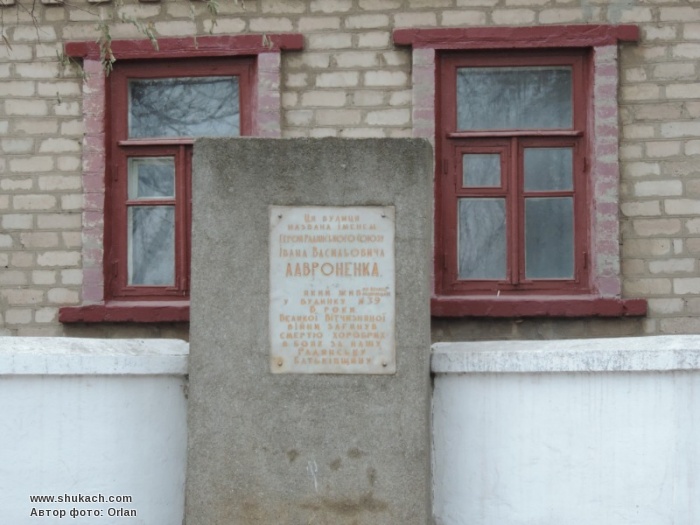 Ця вулиця
названа іменем
Героя Радянського Союзу
Івана Васильовича
ЛАВРОНЕНКА,
який жив
у будинку №39.
В роки
Великої Вітчизняної
війни загинув
смертю хоробрих
в бою за нашу
Радянську
Батьківщину.
www.shukach.com
Автор фото: Orlan